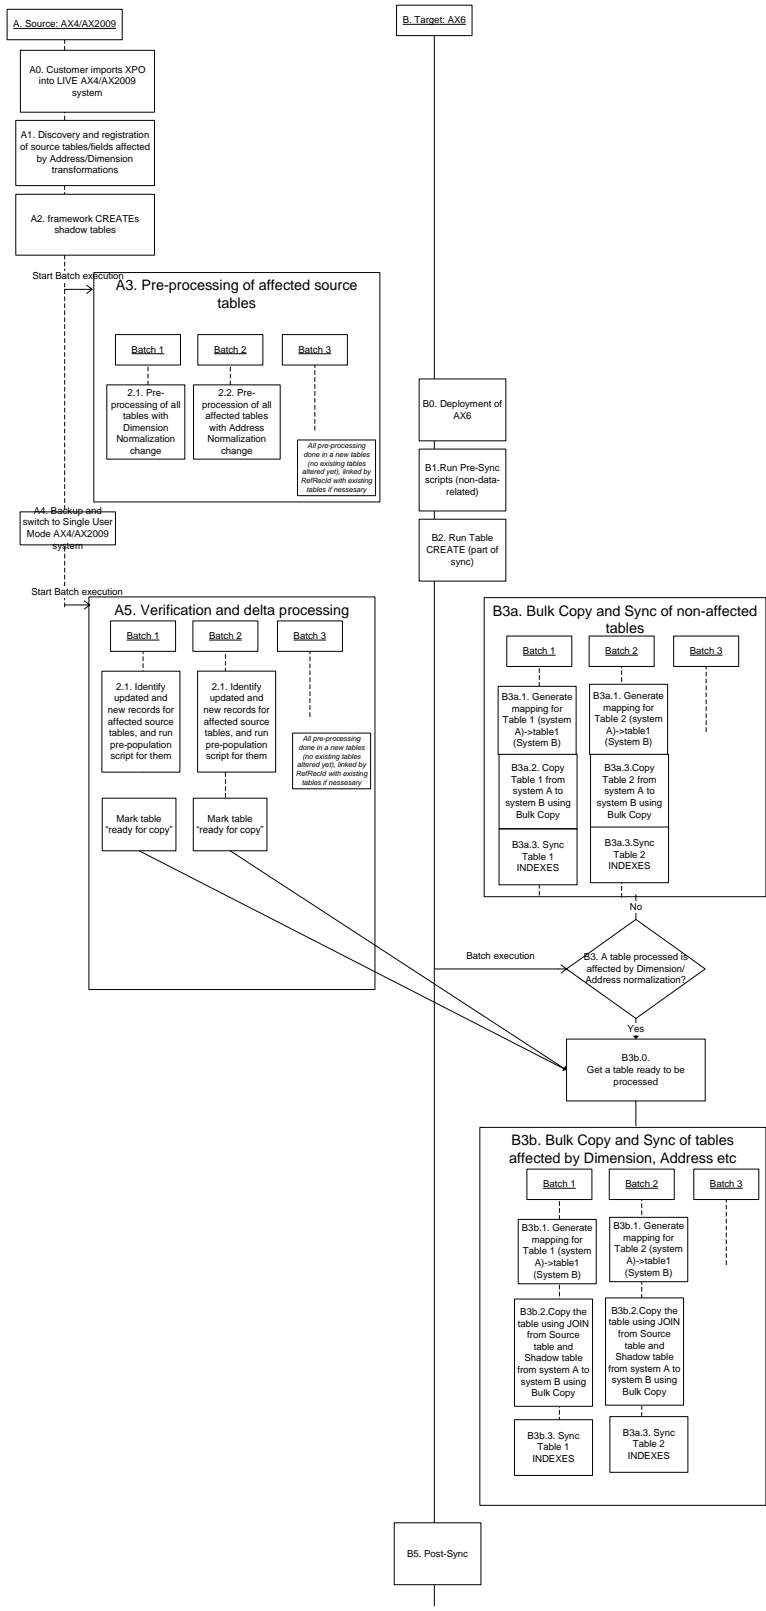 A. Source: AX4/AX2009
B. Target: AX6
A0. Customer imports XPO
into LIVE AX4/AX2009
system
A1. Discovery and registration
of source tables/fields affected
by Address/Dimension
transformations
A2. framework CREATEs
shadow tables
Start Batch execution
A3. Pre-processing of affected source
tables
Batch 1
Batch 2
Batch 3
2.1. Pre-
processing of all
tables with
Dimension
Normalization
change
2.2. Pre-
procession of all
affected tables
with Address
Normalization
change
All pre-processing
done in a new tables
(no existing tables
altered yet), linked by
RefRecId with existing
tables if nessesary
B0. Deployment of
AX6
B1.Run Pre-Sync
scripts (non-data-
related)
B2. Run Table
CREATE (part of
sync)
A4. Backup and
switch to Single User
Mode AX4/AX2009
system
Start Batch execution
A5. Verification and delta processing
Batch 1
Batch 2
Batch 3
2.1. Identify
updated and
new records for
affected source
tables, and run
pre-population
script for them
2.1. Identify
updated and
new records for
affected source
tables, and run
pre-population
script for them
All pre-processing
done in a new tables
(no existing tables
altered yet), linked by
RefRecId with existing
tables if nessesary
Mark table
“ready for copy”
Mark table
“ready for copy”
B3a. Bulk Copy and Sync of non-affected
tables
Batch 1
Batch 2
Batch 3
B3a.1. Generate
mapping for
Table 1 (system
A)->table1
(System B)
B3a.1. Generate
mapping for
Table 2 (system
A)->table1
(System B)
B3a.2. Copy
Table 1 from
system A to
system B using
Bulk Copy
B3a.3.Copy
Table 2 from
system A to
system B using
Bulk Copy
B3a.3. Sync
Table 1
INDEXES
B3a.3.Sync
Table 2
INDEXES
No
Batch execution
B3. A table processed is
affected by Dimension/
Address normalization?
Yes
B3b.0.
Get a table ready to be
processed
B3b. Bulk Copy and Sync of tables
affected by Dimension, Address etc
Batch 1
Batch 2
Batch 3
B3b.1. Generate
mapping for
Table 1 (system
A)->table1
(System B)
B3b.1. Generate
mapping for
Table 2 (system
A)->table1
(System B)
B3b.2.Copy the
table using JOIN
from Source
table and
Shadow table
from system A to
system B using
Bulk Copy
B3b.2.Copy the
table using JOIN
from Source
table and
Shadow table
from system A to
system B using
Bulk Copy
B3b.3. Sync
Table 1
INDEXES
B3a.3. Sync
Table 2
INDEXES
B5. Post-Sync